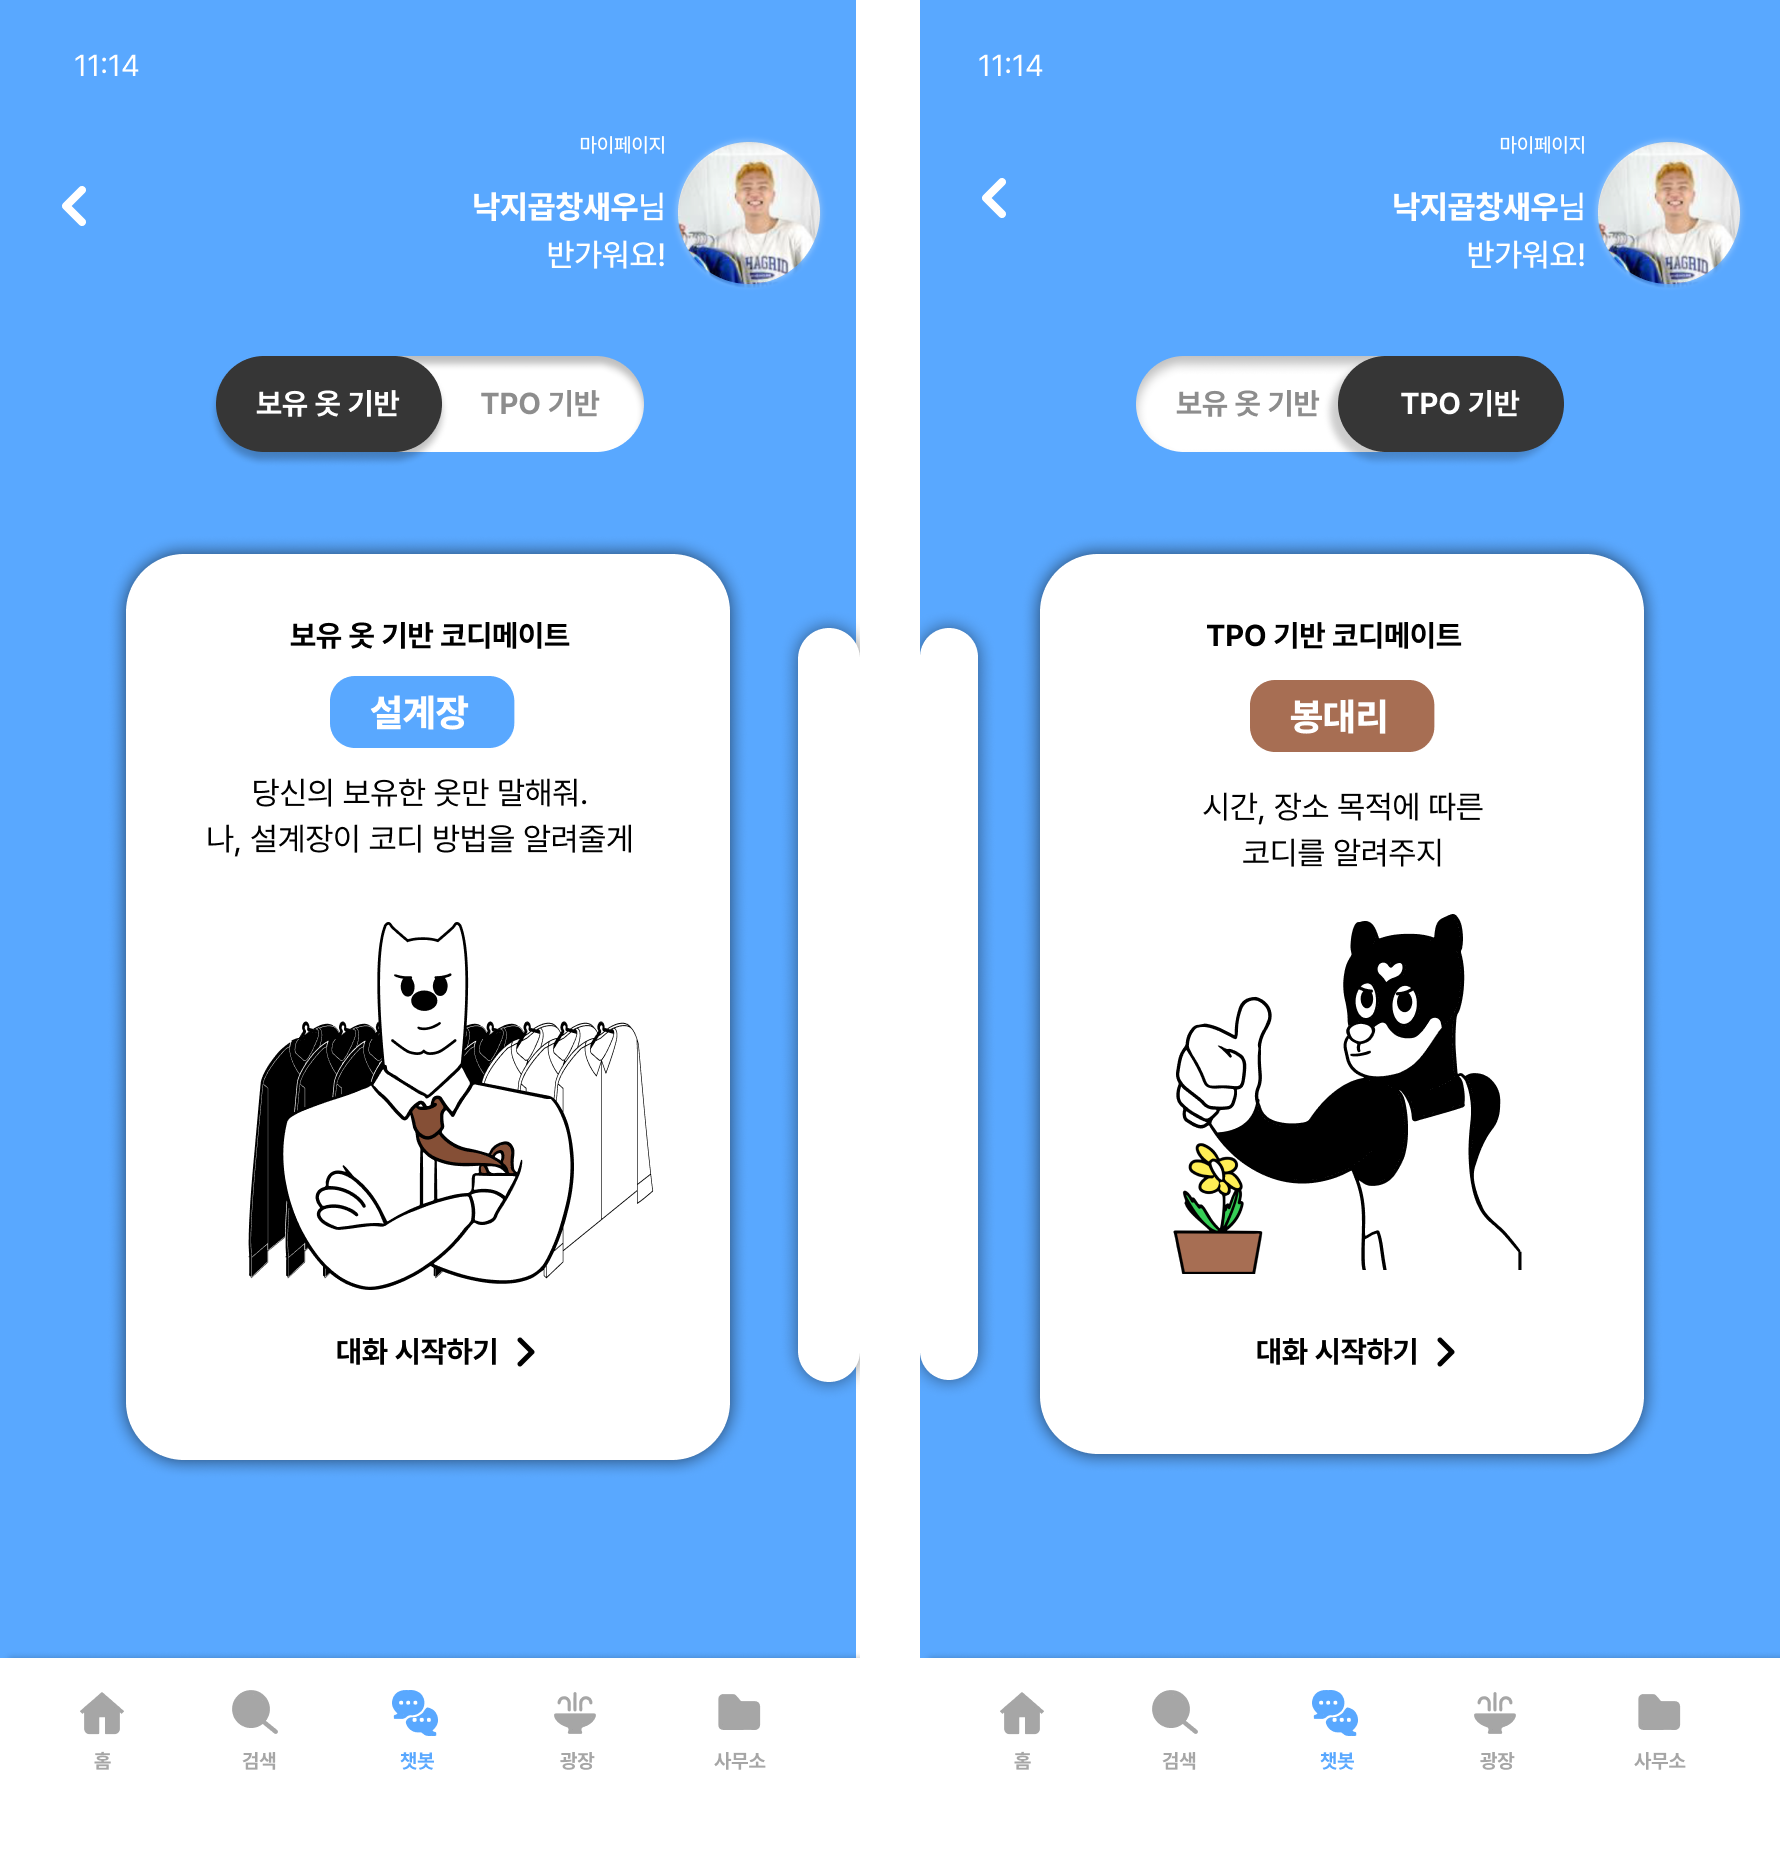 11:14
마이페이지
낙지곱창새우님
반가워요!
HAGRID
보유 옷 기반
TPO 기반
보유 옷 기반 코디메이트
설계장
당신의 보유한 옷만 말해줘.
나, 설계장이 코디 방법을 알려줄게
대화 시작하기
홈
검색
챗봇
광장
사무소
11:14
마이페이지
낙지곱창새우님
반가워요!
HAGRID
보유 옷 기반
TPO 기반
TPO 기반 코디메이트
봉대리
시간, 장소 목적에 따른
코디를 알려주지
대화 시작하기
홈
검색
챗봇
광장
사무소